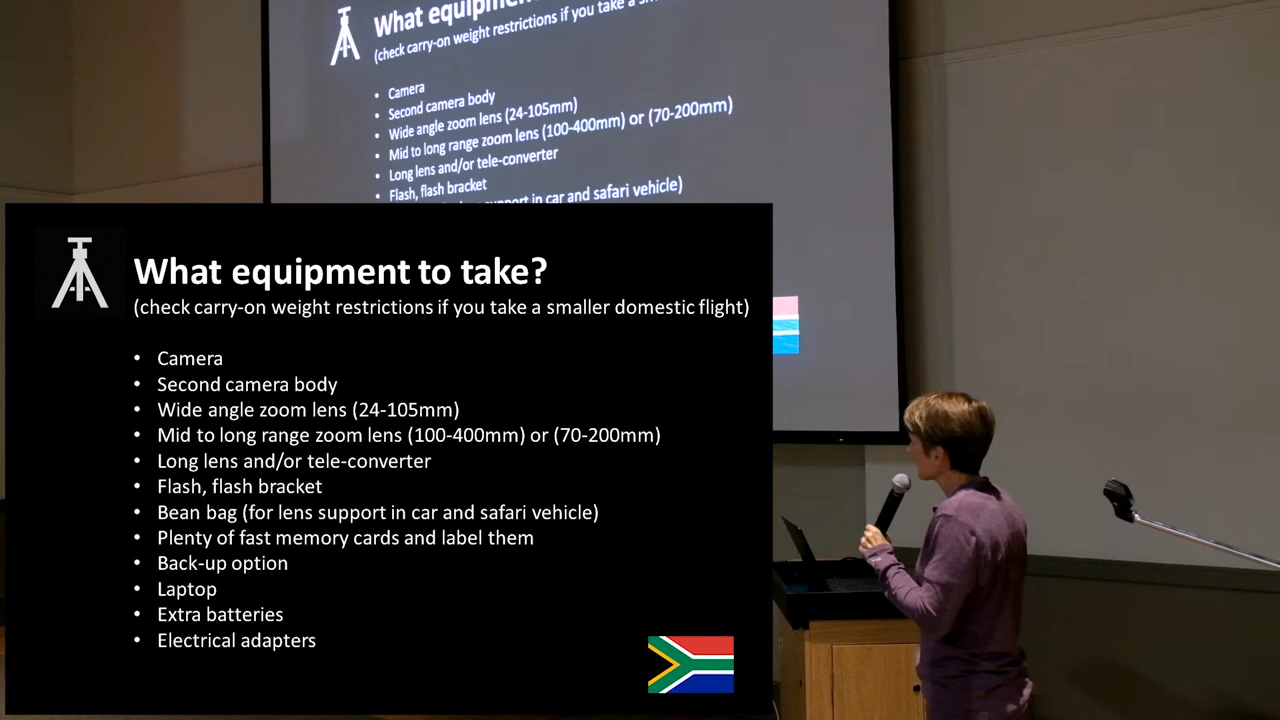 What equipmen
(check carry-on weight restrictions if you take a
• Camera
• Second camera body
• Wide angle zoom lens (24-105mm)
• Mid to long range zoom lens (100-400mm) or (70-200mm)
• Long lens and/or tele-converter
• Flash, flash bracket
support in car and safari vehicle)
What equipment to take?
(check carry-on weight restrictions if you take a smaller domestic flight)
• Camera
• Second camera body
• Wide angle zoom lens (24-105mm)
• Mid to long range zoom lens (100-400mm) or (70-200mm)
• Long lens and/or tele-converter
• Flash, flash bracket
• Bean bag (for lens support in car and safari vehicle)
• Plenty of fast memory cards and label them
• Back-up option
• Laptop
• Extra batteries
• Electrical adapters